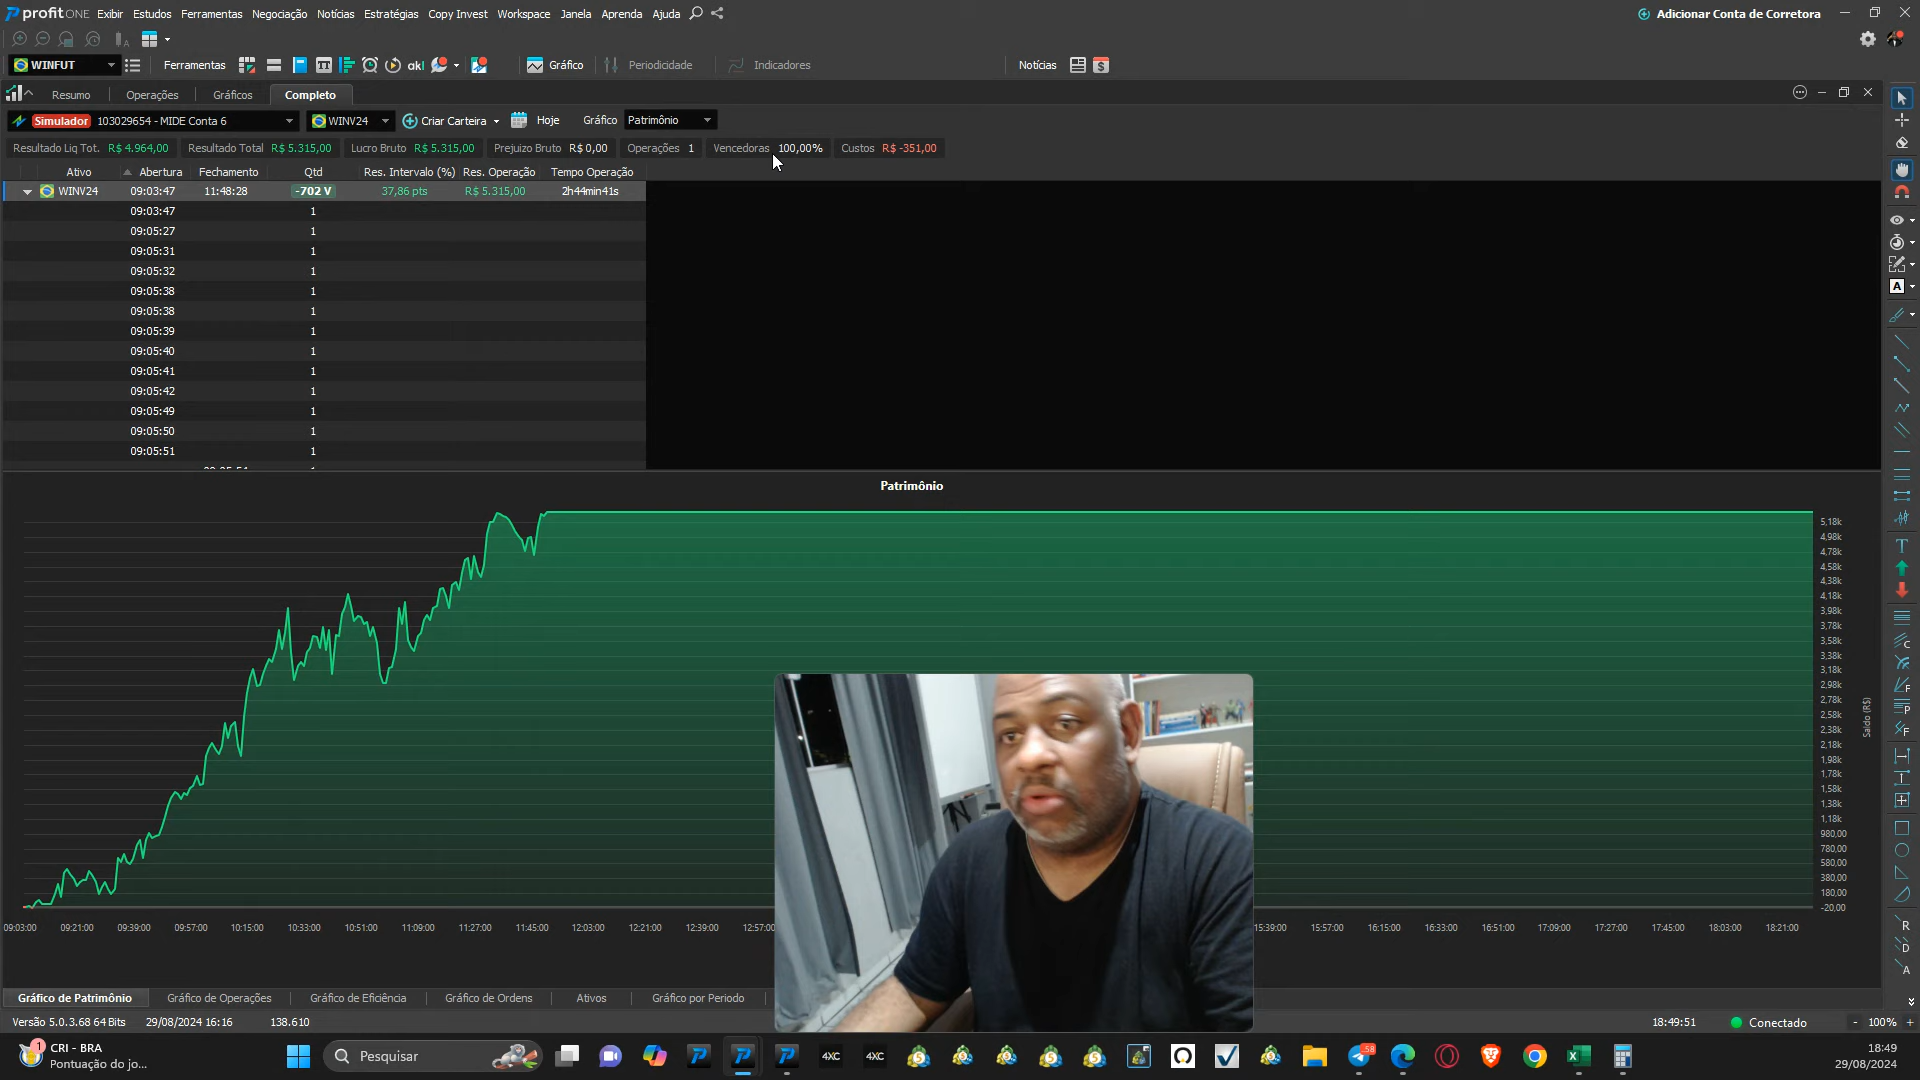 profitONE Exibir Estudos Ferramentas Negociação Notícias Estratégias Copy Invest Workspace Janela Aprenda Ajuda Adicionar Conta de Corretora
WINFUT Ferramentas Gráfico Periodicidade Indicadores Notícias
Resumo Operações Gráficos Completo
Simulador 103029654 - MIDE Conta 6 WINV24 Criar Carteira Hoje Gráfico Patrimônio
Resultado Liq Tot. R$ 4.964,00 Resultado Total R$ 5.315,00 Lucro Bruto R$ 5.315,00 Prejuizo Bruto R$ 0,00 Operações 1 Vencedoras 100,00% Custos R$ -351,00
Ativo Abertura Fechamento Qtd Res. Intervalo (%) Res. Operação Tempo Operação
WINV24 09:03:47 11:48:28 -702 V 37,86 pts R$ 5.315,00 2h44min41s
09:03:47 1
09:05:27 1
09:05:31 1
09:05:32 1
09:05:38 1
09:05:38 1
09:05:39 1
09:05:40 1
09:05:41 1
09:05:42 1
09:05:49 1
09:05:50 1
09:05:51 1
Patrimônio
5,18k
4,98k
4,78k
4,58k
4,38k
4,18k
3,98k
3,78k
3,58k
3,38k
3,18k
2,98k
2,78k
2,58k
2,38k
2,18k
1,98k
1,78k
1,58k
1,38k
1,18k
980,00
780,00
580,00
380,00
180,00
-20,00
Saldo (R$)
09:03:00 09:21:00 09:39:00 09:57:00 10:15:00 10:33:00 10:51:00 11:09:00 11:27:00 11:45:00 12:03:00 12:21:00 12:39:00 12:57:00 15:39:00 15:57:00 16:15:00 16:33:00 16:51:00 17:09:00 17:27:00 17:45:00 18:03:00 18:21:00
Gráfico de Patrimônio Gráfico de Operações Gráfico de Eficiência Gráfico de Ordens Ativos Gráfico por Periodo
Versão 5.0.3.68 64 Bits 29/08/2024 16:16 138.610 18:49:51 Conectado - 100% +
CRI - BRA
Pontuação do jo...
Pesquisar
4XC 4XC
58
18:49
29/08/2024